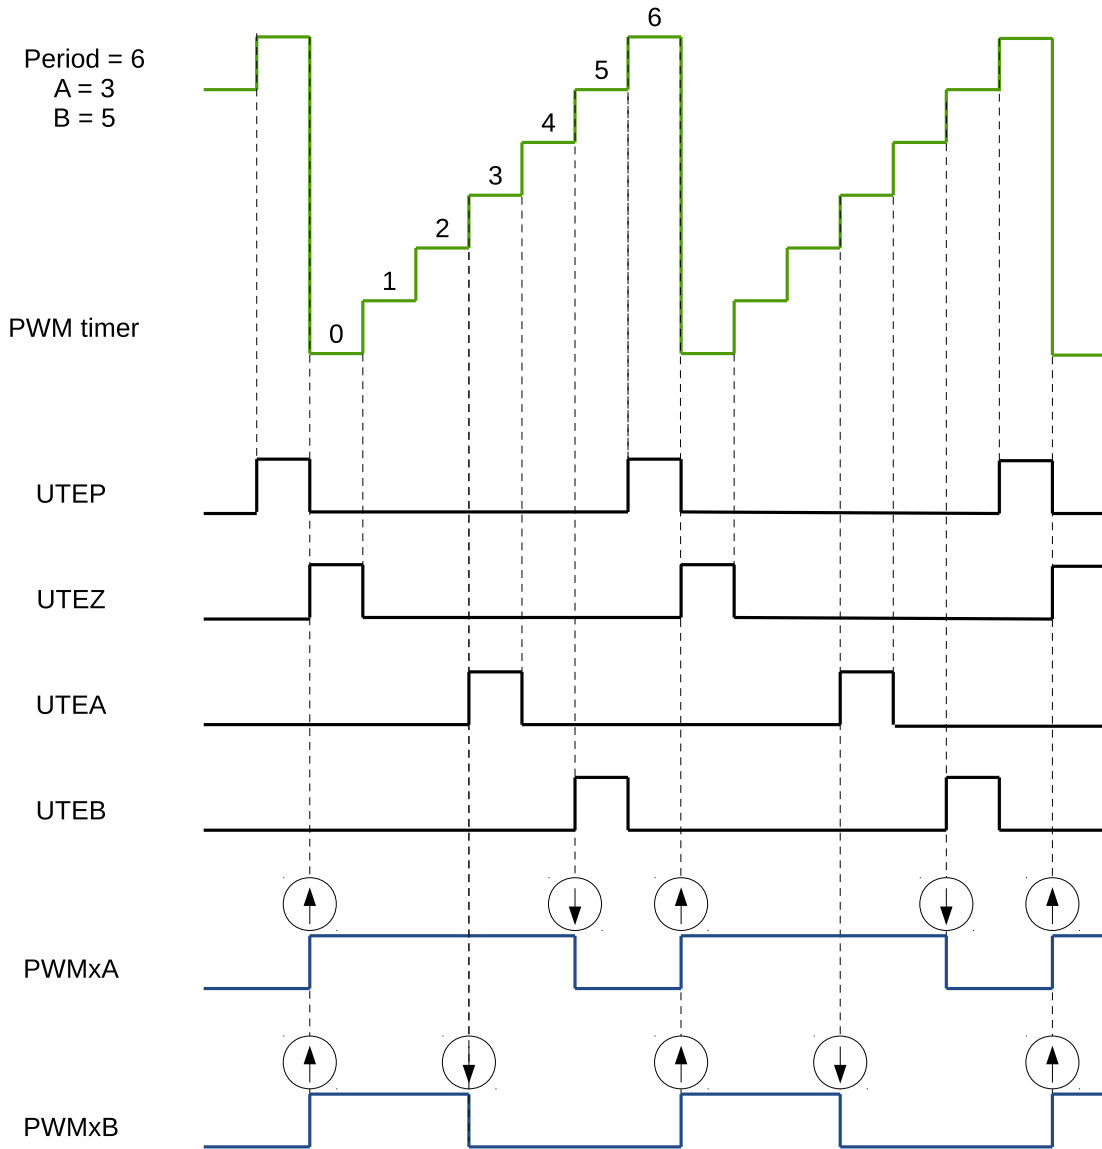 Period = 6
A = 3
B = 5
6
5
4
3
2
1
0
PWM timer
UTEP
UTEZ
UTEA
UTEB
PWMxA
PWMxB